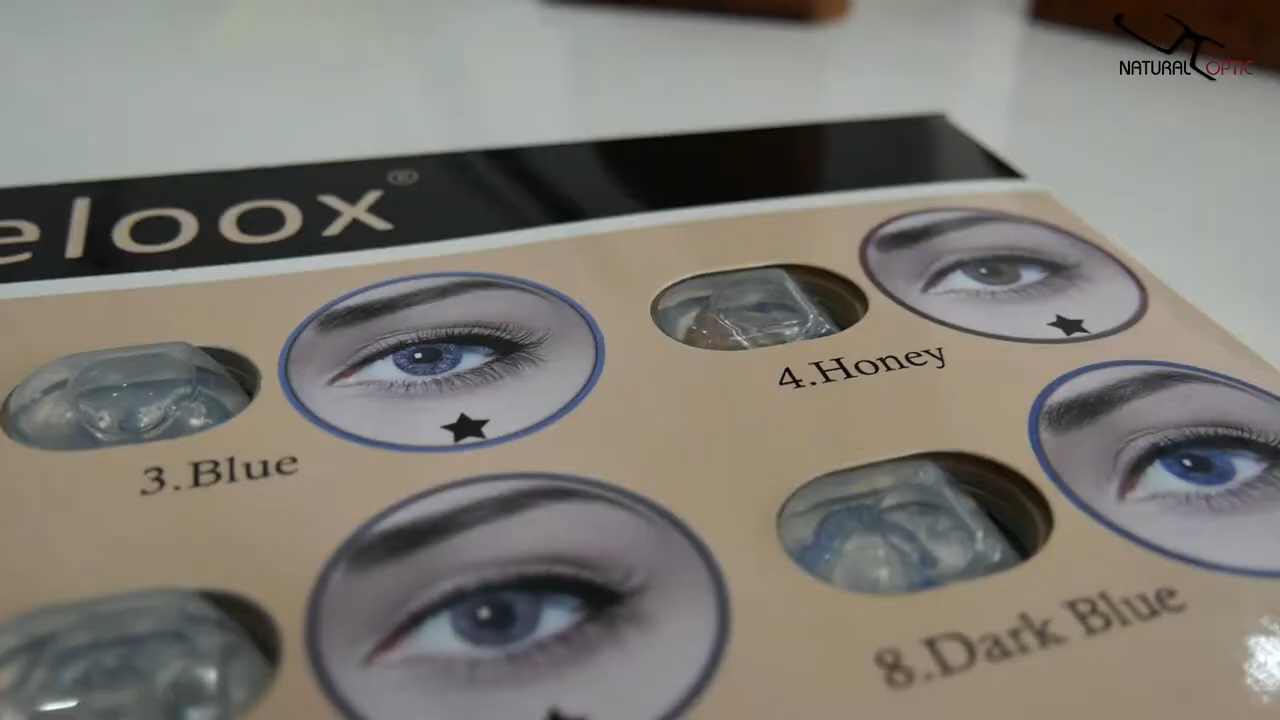 NATURAL OPTIC
eloox®
4.Honey
3.Blue
8.Dark Blue